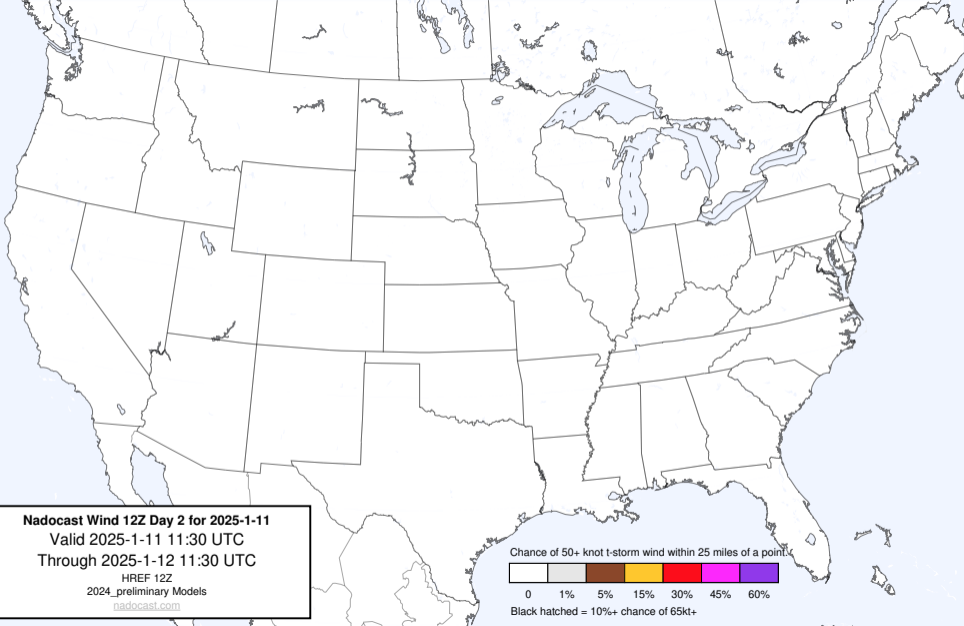 Nadocast Wind 12Z Day 2 for 2025-1-11
Valid 2025-1-11 11:30 UTC
Through 2025-1-12 11:30 UTC
HREF 12Z
2024_preliminary Models
nadocast.com
Chance of 50+ knot t-storm wind within 25 miles of a point.
0 1% 5% 15% 30% 45% 60%
Black hatched = 10%+ chance of 65kt+